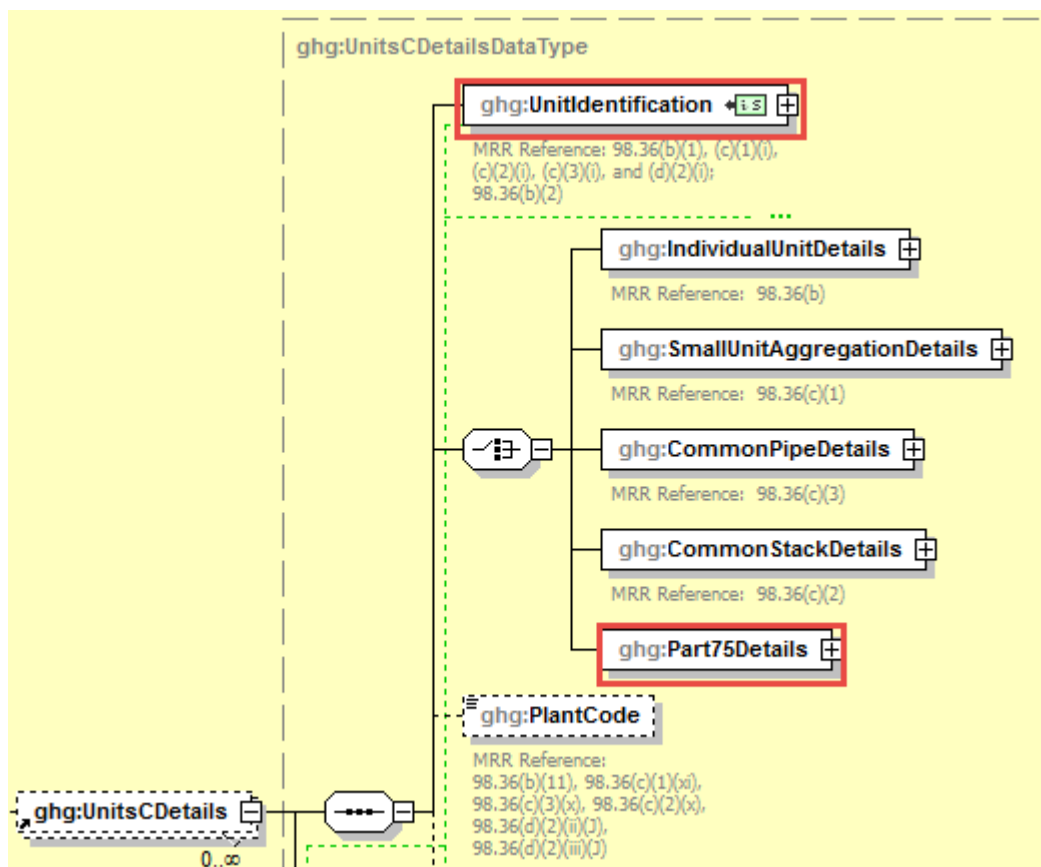 ghg:UnitsCDetailsDataType
ghg:UnitIdentification
is
MRR Reference: 98.36(b)(1), (c)(1)(i),
(c)(2)(i), (c)(3)(i), and (d)(2)(i);
98.36(b)(2)
...
ghg:IndividualUnitDetails
MRR Reference: 98.36(b)
ghg:SmallUnitAggregationDetails
MRR Reference: 98.36(c)(1)
ghg:CommonPipeDetails
MRR Reference: 98.36(c)(3)
ghg:CommonStackDetails
MRR Reference: 98.36(c)(2)
ghg:Part75Details
ghg:PlantCode
MRR Reference:
98.36(b)(11), 98.36(c)(1)(xi),
98.36(c)(3)(x), 98.36(c)(2)(x),
98.36(d)(2)(ii)(J),
98.36(d)(2)(iii)(J)
ghg:UnitsCDetails
0..∞